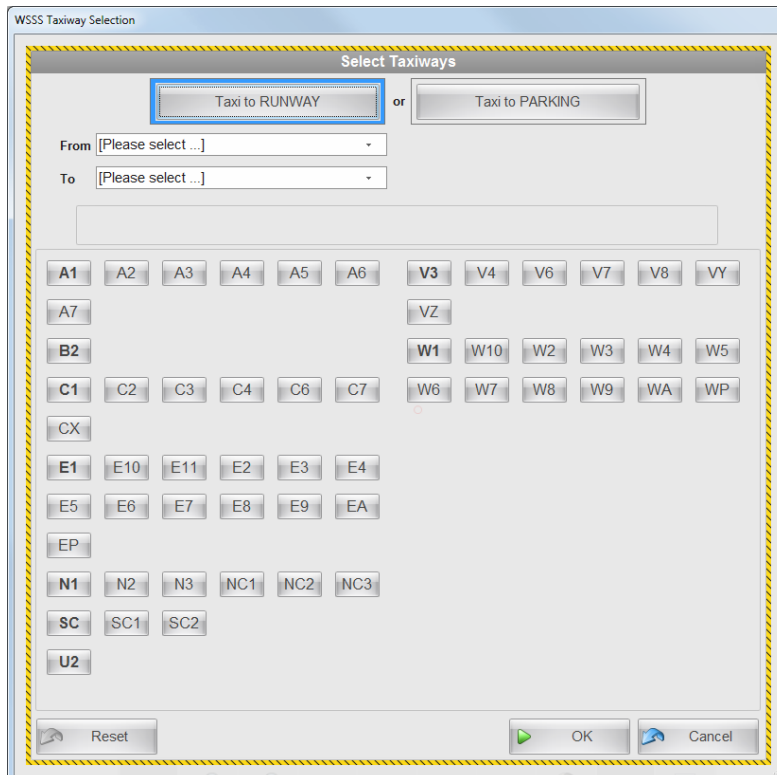 WSSS Taxiway Selection
Select Taxiways
Taxi to RUNWAY or Taxi to PARKING
From [Please select ...]
To [Please select ...]
A1 A2 A3 A4 A5 A6 V3 V4 V6 V7 V8 VY
A7 VZ
B2 W1 W10 W2 W3 W4 W5
C1 C2 C3 C4 C6 C7 W6 W7 W8 W9 WA WP
CX
E1 E10 E11 E2 E3 E4
E5 E6 E7 E8 E9 EA
EP
N1 N2 N3 NC1 NC2 NC3
SC SC1 SC2
U2
Reset OK Cancel